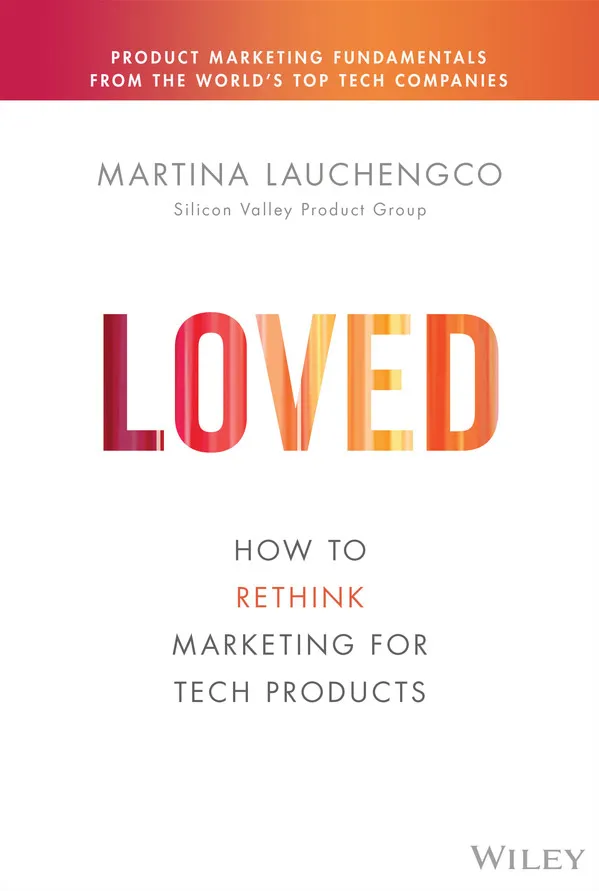 PRODUCT MARKETING FUNDAMENTALS
FROM THE WORLD'S TOP TECH COMPANIES
MARTINA LAUCHENGCO
Silicon Valley Product Group
LOVED
HOW TO
RETHINK
MARKETING FOR
TECH PRODUCTS
WILEY